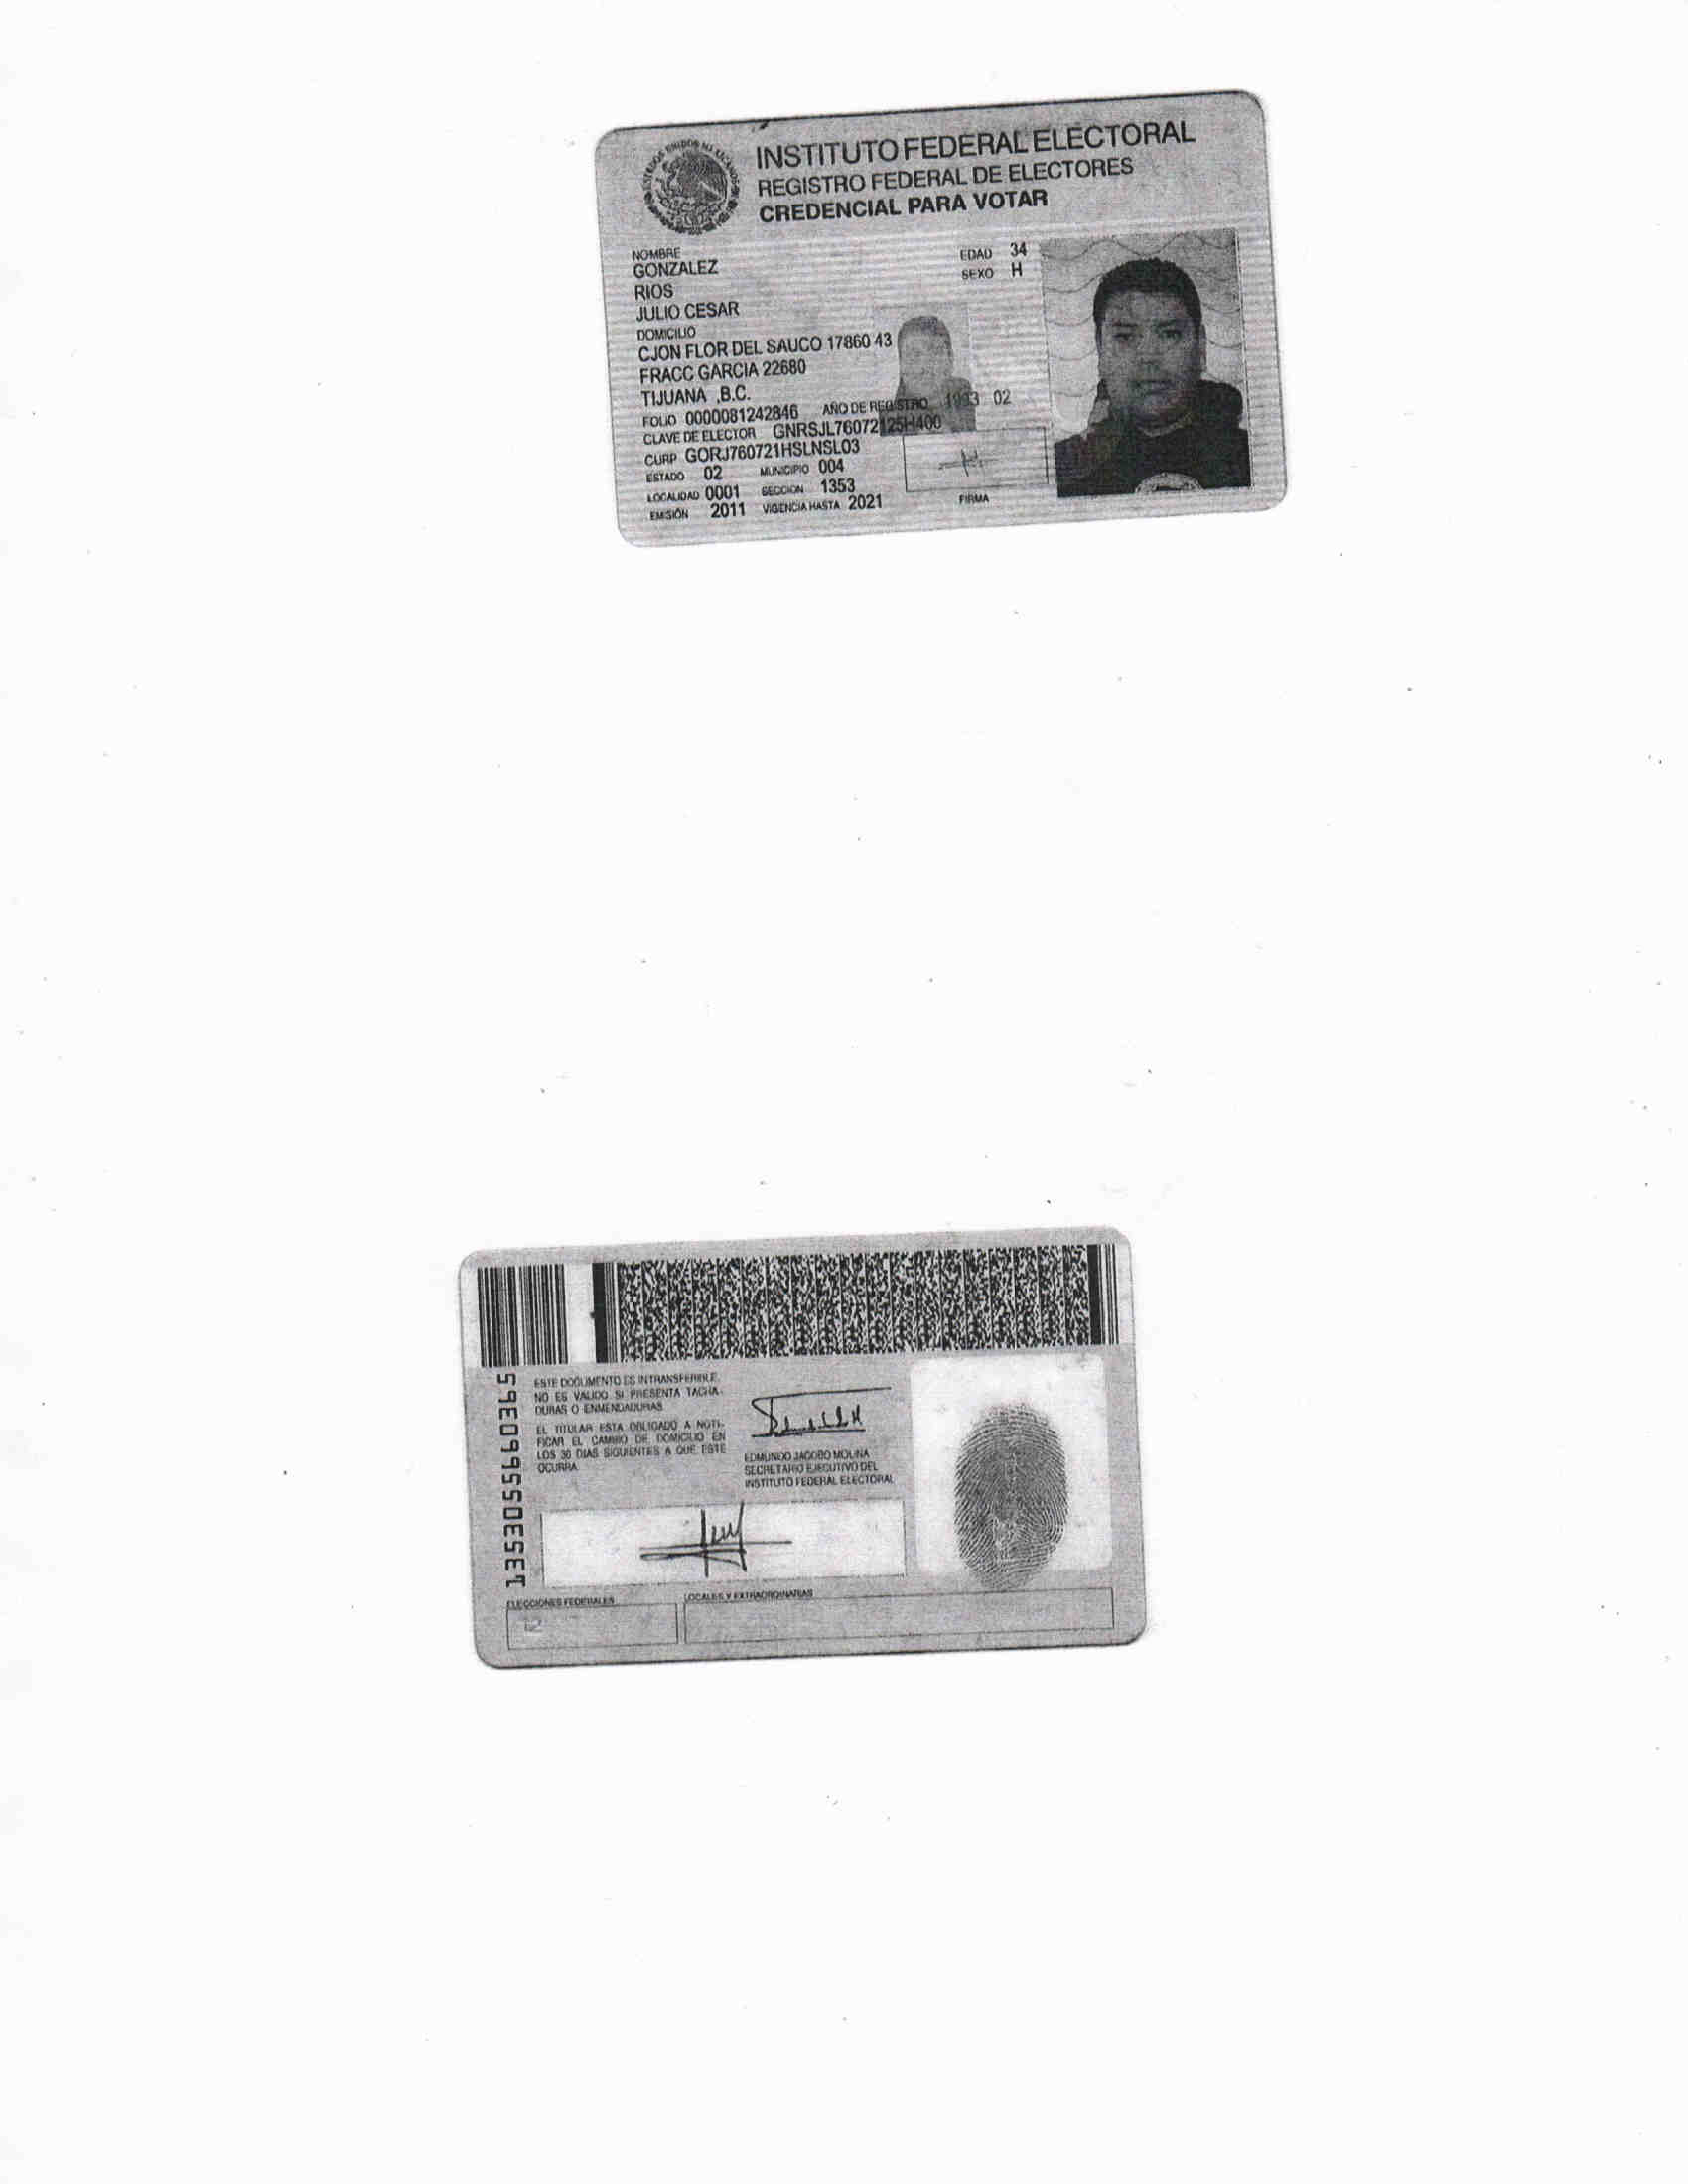 ESTADOS UNIDOS MEXICANOS
INSTITUTO FEDERAL ELECTORAL
REGISTRO FEDERAL DE ELECTORES
CREDENCIAL PARA VOTAR
NOMBRE
GONZALEZ
RIOS
JULIO CESAR
EDAD 34
SEXO H
DOMICILIO
CJON FLOR DEL SAUCO 17860 43
FRACC GARCIA 22680
TIJUANA ,B.C.
FOLIO 0000081242846 AÑO DE REGISTRO 1993 02
CLAVE DE ELECTOR GNRSJL76072125H400
CURP GORJ760721HSLNSL03
ESTADO 02 MUNICIPIO 004
LOCALIDAD 0001 SECCION 1353
EMISIÓN 2011 VIGENCIA HASTA 2021
FIRMA
1353055660365
ESTE DOCUMENTO ES INTRANSFERIBLE.
NO ES VALIDO SI PRESENTA TACHA-
DURAS O ENMENDADURAS.
EL TITULAR ESTA OBLIGADO A NOTI-
FICAR EL CAMBIO DE DOMICILIO EN
LOS 30 DIAS SIGUIENTES A QUE ESTE
OCURRA.
EDMUNDO JACOBO MOLINA
SECRETARIO EJECUTIVO DEL
INSTITUTO FEDERAL ELECTORAL
ELECCIONES FEDERALES
LOCALES Y EXTRAORDINARIAS
12